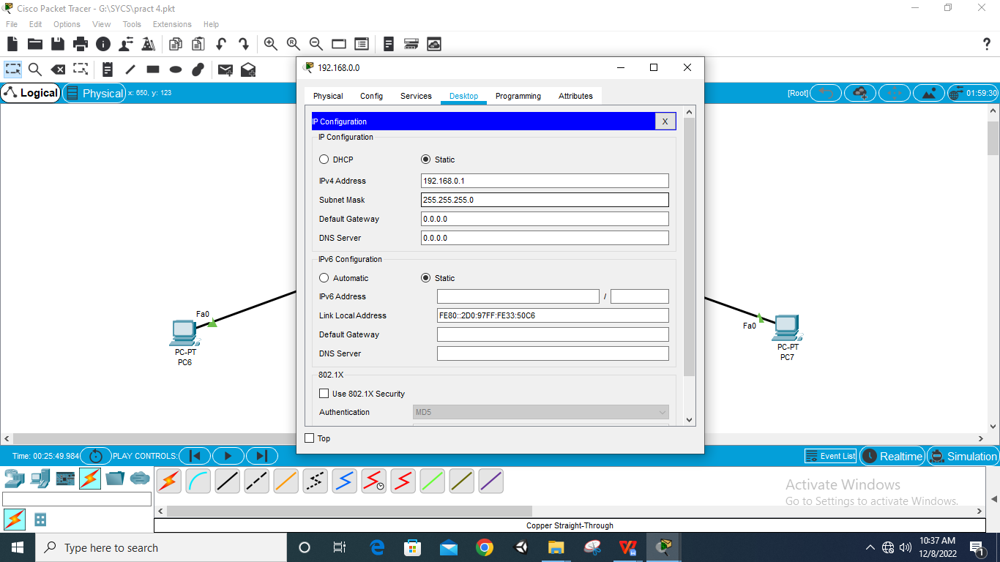 Cisco Packet Tracer - G:\SYCS\pract 4.pkt
File Edit Options View Tools Extensions Help
?
192.168.0.0
Logical Physical x: 650, y: 123
[Root] 01:59:30
Physical Config Services Desktop Programming Attributes
IP Configuration X
IP Configuration
DHCP Static
IPv4 Address 192.168.0.1
Subnet Mask 255.255.255.0
Default Gateway 0.0.0.0
DNS Server 0.0.0.0
IPv6 Configuration
Automatic Static
IPv6 Address /
Link Local Address FE80::2D0:97FF:FE33:50C6
Default Gateway
DNS Server
802.1X
Use 802.1X Security
Authentication MD5
Top
Fa0
PC-PT
PC6
Fa0
PC-PT
PC7
Time: 00:25:49.984 PLAY CONTROLS:
Event List Realtime Simulation
Activate Windows
Go to Settings to activate Windows.
Copper Straight-Through
Type here to search
10:37 AM
12/8/2022
1